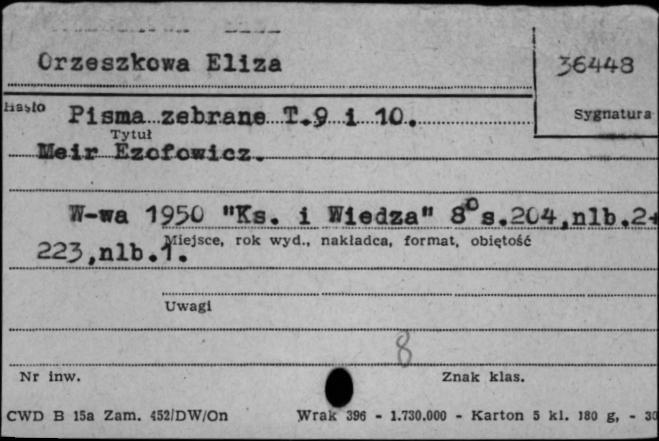 Orzeszkowa Eliza
36448
Hasło
Pisma zebrane T.9 i 10.
Sygnatura
Tytuł
Meir Ezofowicz.
W-wa 1950 "Ks. i Wiedza" 8° s.204,nlb.2+
Miejsce, rok wyd., nakładca, format, objętość
223,nlb.1.
Uwagi
8
Nr inw.
Znak klas.
CWD B 15a Zam. 452/DW/On
Wrak 396 - 1.730.000 - Karton 5 kl. 180 g, - 30